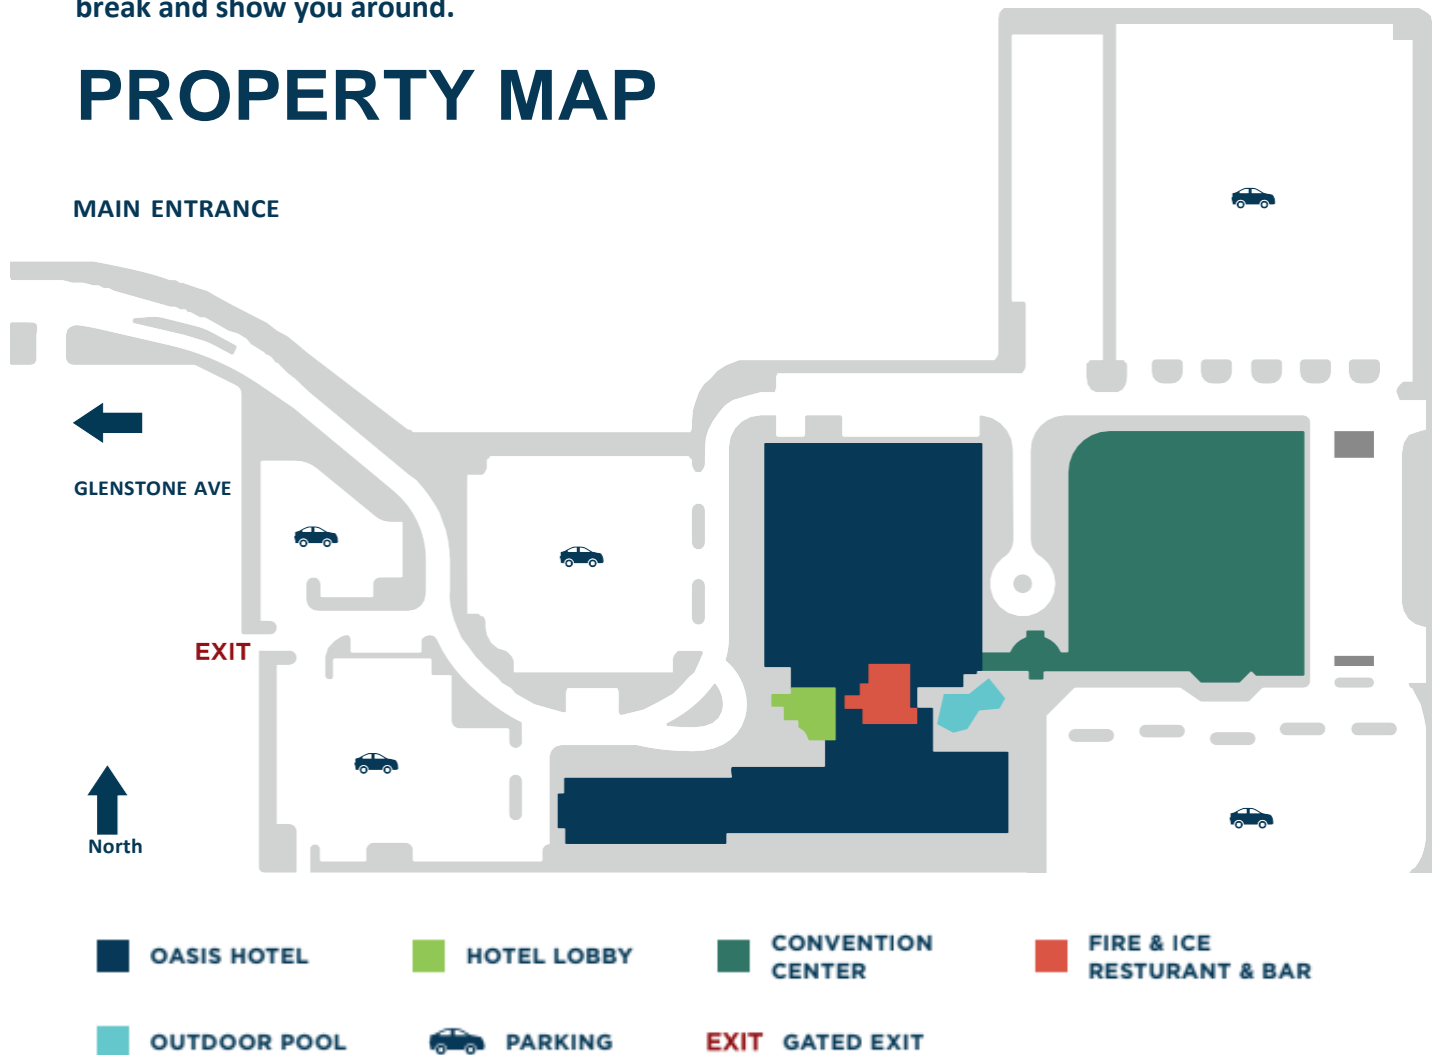 break and show you around.
PROPERTY MAP
MAIN ENTRANCE
GLENSTONE AVE
EXIT
North
OASIS HOTEL
HOTEL LOBBY
CONVENTION
CENTER
FIRE & ICE
RESTURANT & BAR
OUTDOOR POOL
PARKING
EXIT GATED EXIT